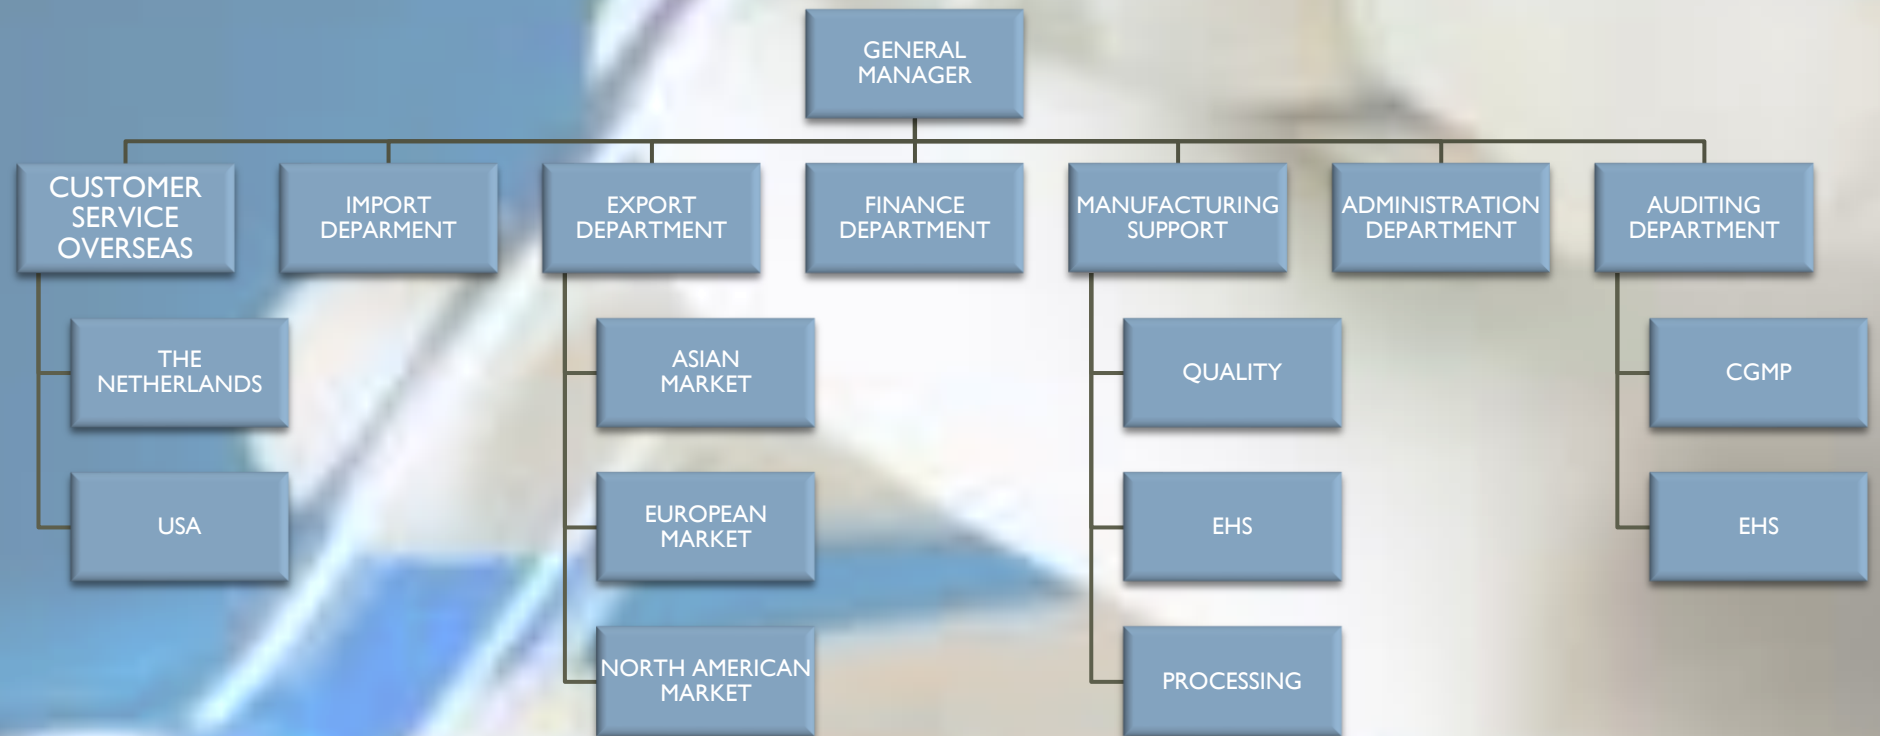 GENERAL
MANAGER
CUSTOMER
SERVICE
OVERSEAS
IMPORT
DEPARMENT
EXPORT
DEPARTMENT
FINANCE
DEPARTMENT
MANUFACTURING
SUPPORT
ADMINISTRATION
DEPARTMENT
AUDITING
DEPARTMENT
THE
NETHERLANDS
ASIAN
MARKET
QUALITY
CGMP
USA
EUROPEAN
MARKET
EHS
EHS
NORTH AMERICAN
MARKET
PROCESSING